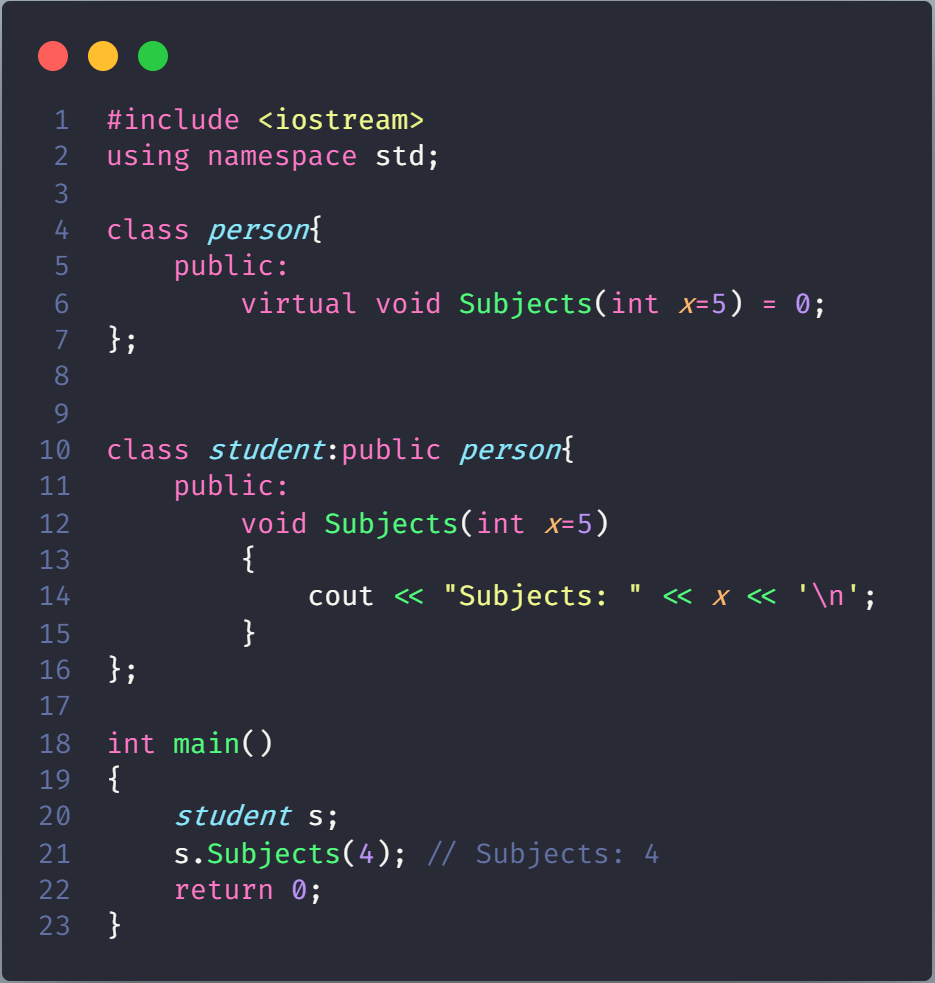 1 #include <iostream>
2 using namespace std;
3
4 class person{
5     public:
6         virtual void Subjects(int x=5) = 0;
7 };
8
9
10 class student:public person{
11     public:
12         void Subjects(int x=5)
13         {
14             cout << "Subjects: " << x << '\n';
15         }
16 };
17
18 int main()
19 {
20     student s;
21     s.Subjects(4); // Subjects: 4
22     return 0;
23 }